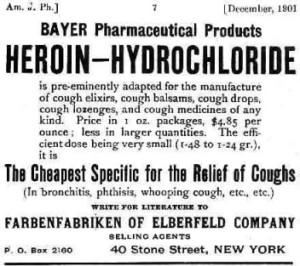 Am. J. Ph.] 7 [December, 1901
BAYER Pharmaceutical Products
HEROIN—HYDROCHLORIDE
is pre-eminently adapted for the manufacture
of cough elixirs, cough balsams, cough drops,
cough lozenges, and cough medicines of any
kind. Price in 1 oz. packages, $4.85 per
ounce; less in larger quantities. The effi-
cient dose being very small (1-48 to 1-24 gr.),
it is
The Cheapest Specific for the Relief of Coughs
(In bronchitis, phthisis, whooping cough, etc., etc.)
WRITE FOR LITERATURE TO
FARBENFABRIKEN OF ELBERFELD COMPANY
SELLING AGENTS
P. O. Box 2160 40 Stone Street, NEW YORK